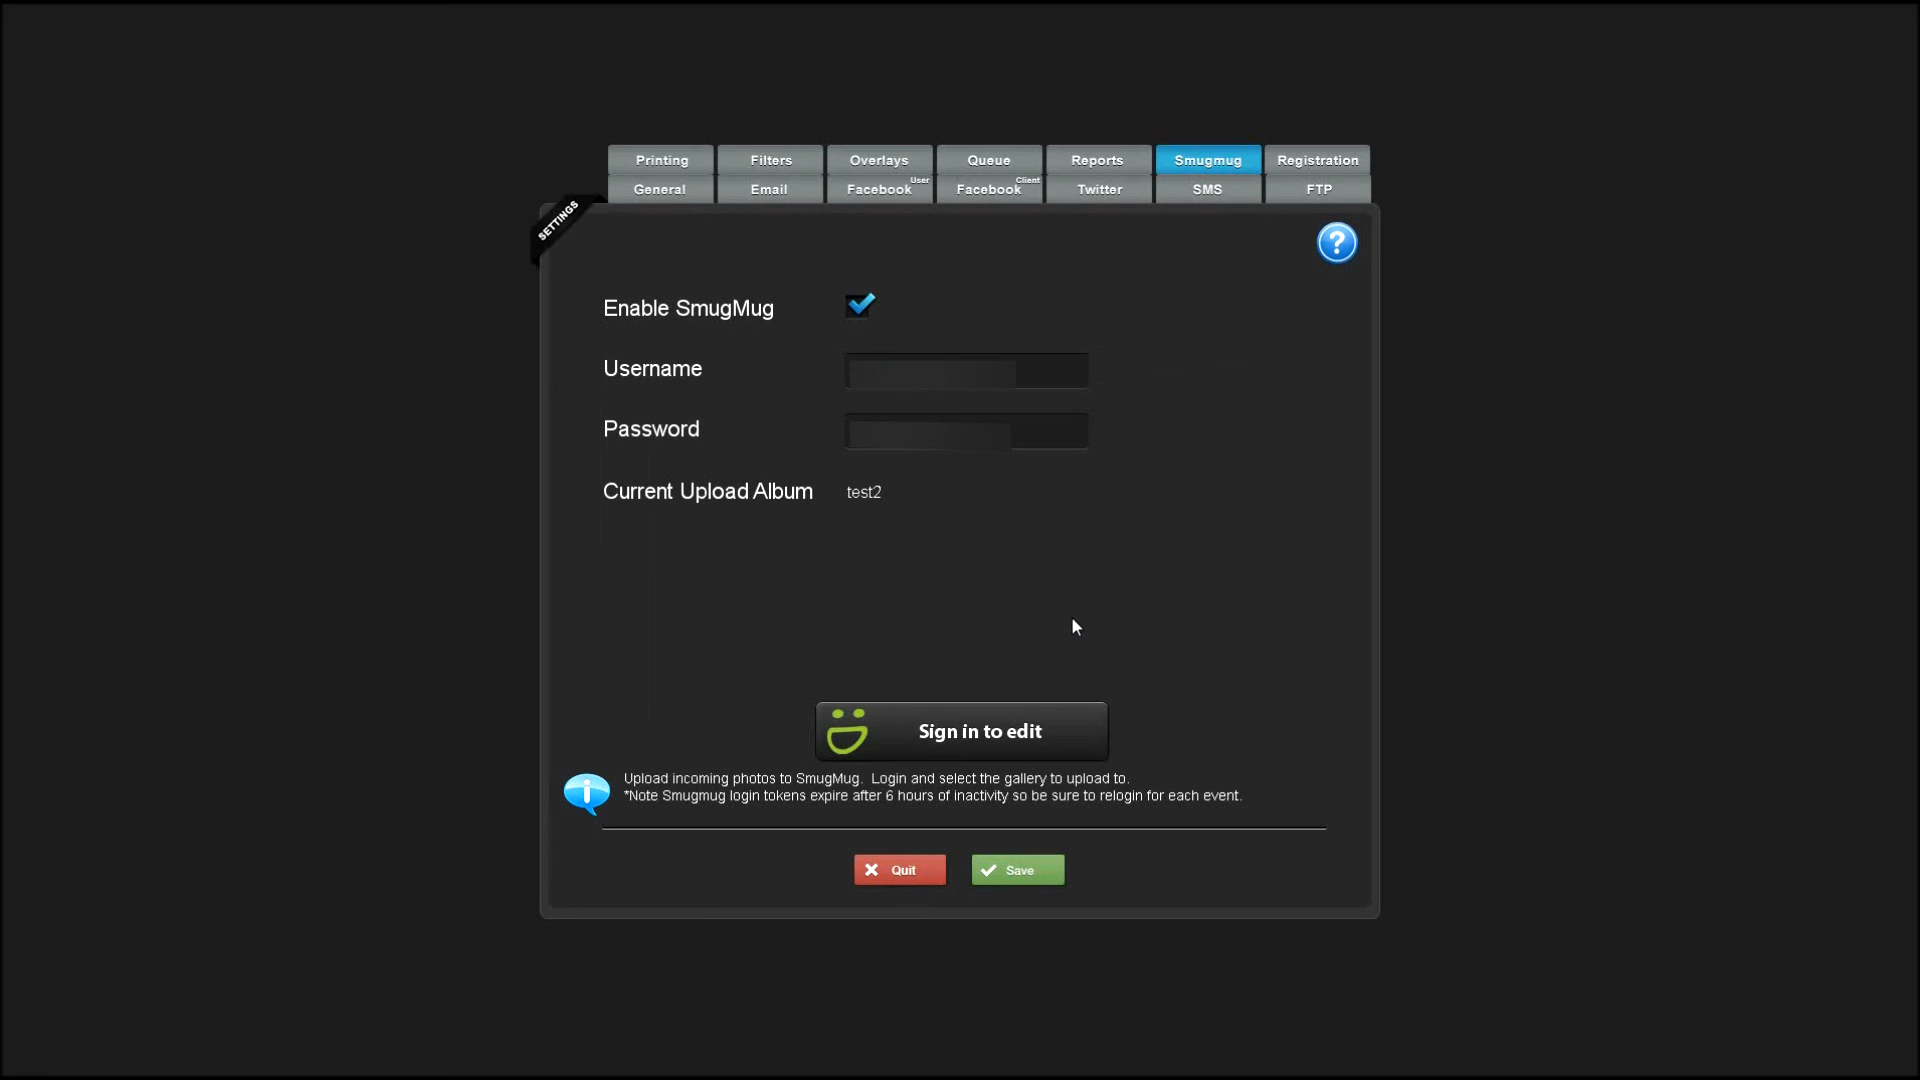 Printing Filters Overlays Queue Reports Smugmug Registration
General Email Facebook User Facebook Client Twitter SMS FTP
SETTINGS
?
Enable SmugMug
Username
Password
Current Upload Album test2
Sign in to edit
i
Upload incoming photos to SmugMug. Login and select the gallery to upload to.
*Note Smugmug login tokens expire after 6 hours of inactivity so be sure to relogin for each event.
Quit Save